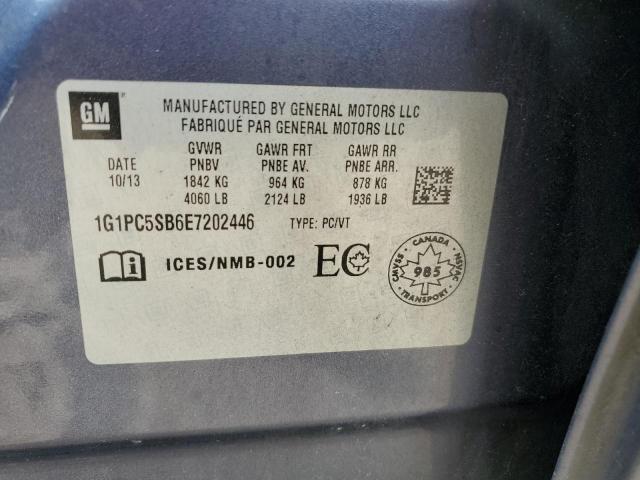 GM
MANUFACTURED BY GENERAL MOTORS LLC
FABRIQUÉ PAR GENERAL MOTORS LLC
DATE
10/13
GVWR
PNBV
1842 KG
4060 LB
GAWR FRT
PNBE AV.
964 KG
2124 LB
GAWR RR
PNBE ARR.
878 KG
1936 LB
1G1PC5SB6E7202446 TYPE: PC/VT
i ICES/NMB-002 EC
CANADA
CMVSS
985
NSVAC
TRANSPORT